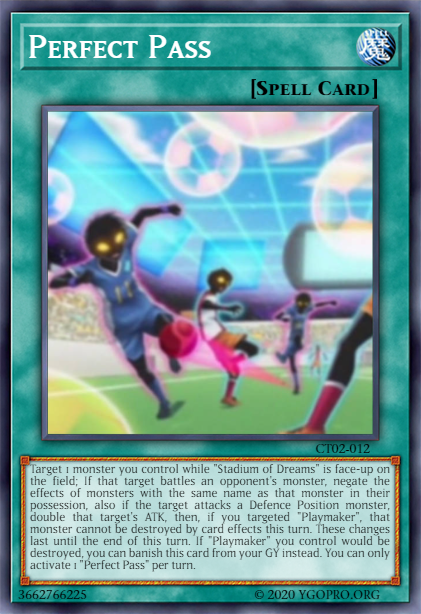 Perfect Pass
魔
[Spell Card]
CT02-012
Target 1 monster you control while "Stadium of Dreams" is face-up on
the field; If that target battles an opponent's monster, negate the
effects of monsters with the same name as that monster in their
possession, also if the target attacks a Defence Position monster,
double that target's ATK, then, if you targeted "Playmaker", that
monster cannot be destroyed by card effects this turn. These changes
last until the end of this turn. If "Playmaker" you control would be
destroyed, you can banish this card from your GY instead. You can only
activate 1 "Perfect Pass" per turn.
3662766225
© 2020 YGOPRO.ORG